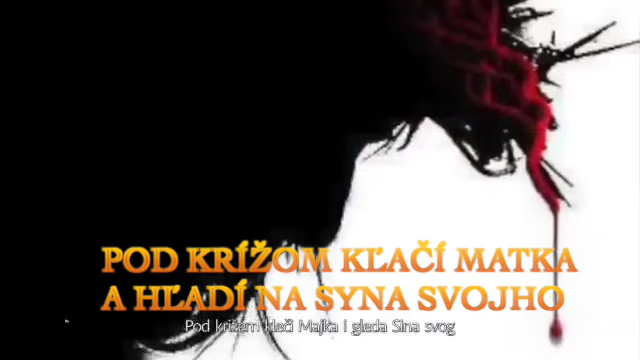 POD KRÍŽOM KĽAČÍ MATKA
A HĽADÍ NA SYNA SVOJHO
Pod križem kleči Majka i gleda Sina svog